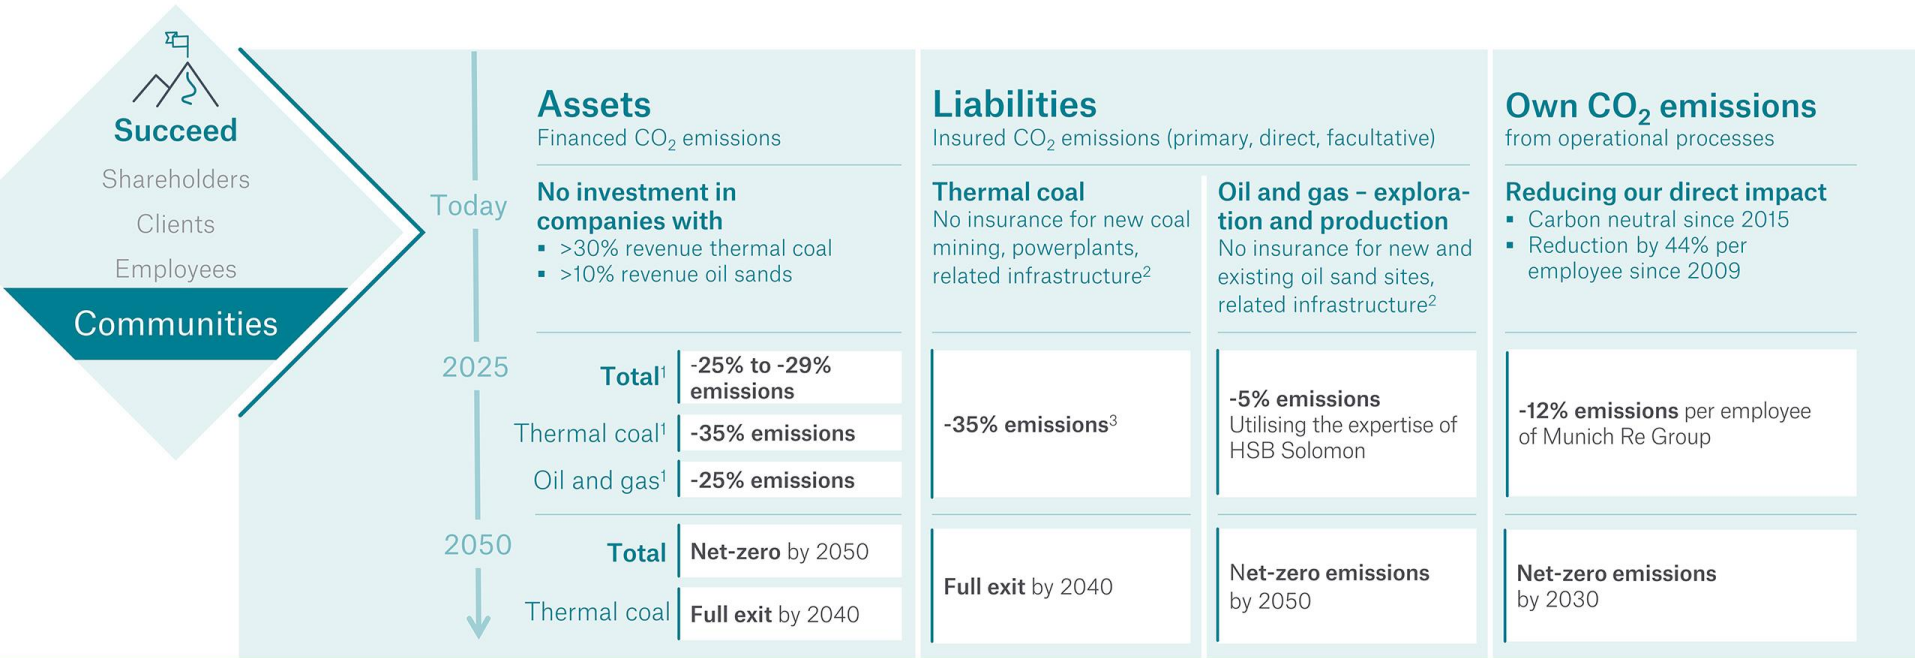 Succeed
Shareholders
Clients
Employees
Communities
Today
2025
2050
Assets
Financed CO₂ emissions
No investment in
companies with
▪ >30% revenue thermal coal
▪ >10% revenue oil sands
Total¹
-25% to -29%
emissions
Thermal coal¹
-35% emissions
Oil and gas¹
-25% emissions
Total
Net-zero by 2050
Thermal coal
Full exit by 2040
Liabilities
Insured CO₂ emissions (primary, direct, facultative)
Thermal coal
No insurance for new coal
mining, powerplants,
related infrastructure²
-35% emissions³
Full exit by 2040
Oil and gas – explora-
tion and production
No insurance for new and
existing oil sand sites,
related infrastructure²
-5% emissions
Utilising the expertise of
HSB Solomon
Net-zero emissions
by 2050
Own CO₂ emissions
from operational processes
Reducing our direct impact
▪ Carbon neutral since 2015
▪ Reduction by 44% per
employee since 2009
-12% emissions per employee
of Munich Re Group
Net-zero emissions
by 2030